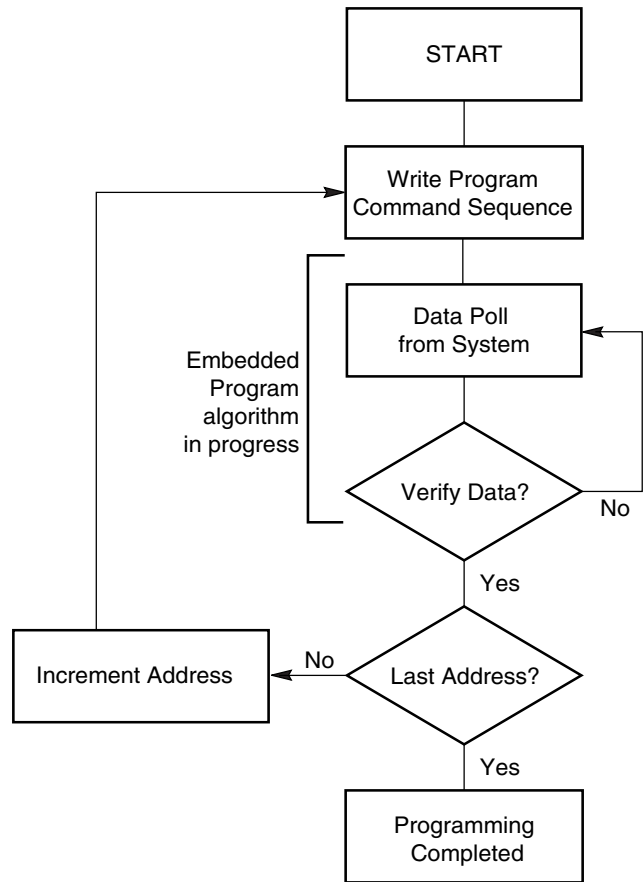 START
Write Program
Command Sequence
Data Poll
from System
Embedded
Program
algorithm
in progress
Verify Data?
No
Yes
Last Address?
No
Increment Address
Yes
Programming
Completed